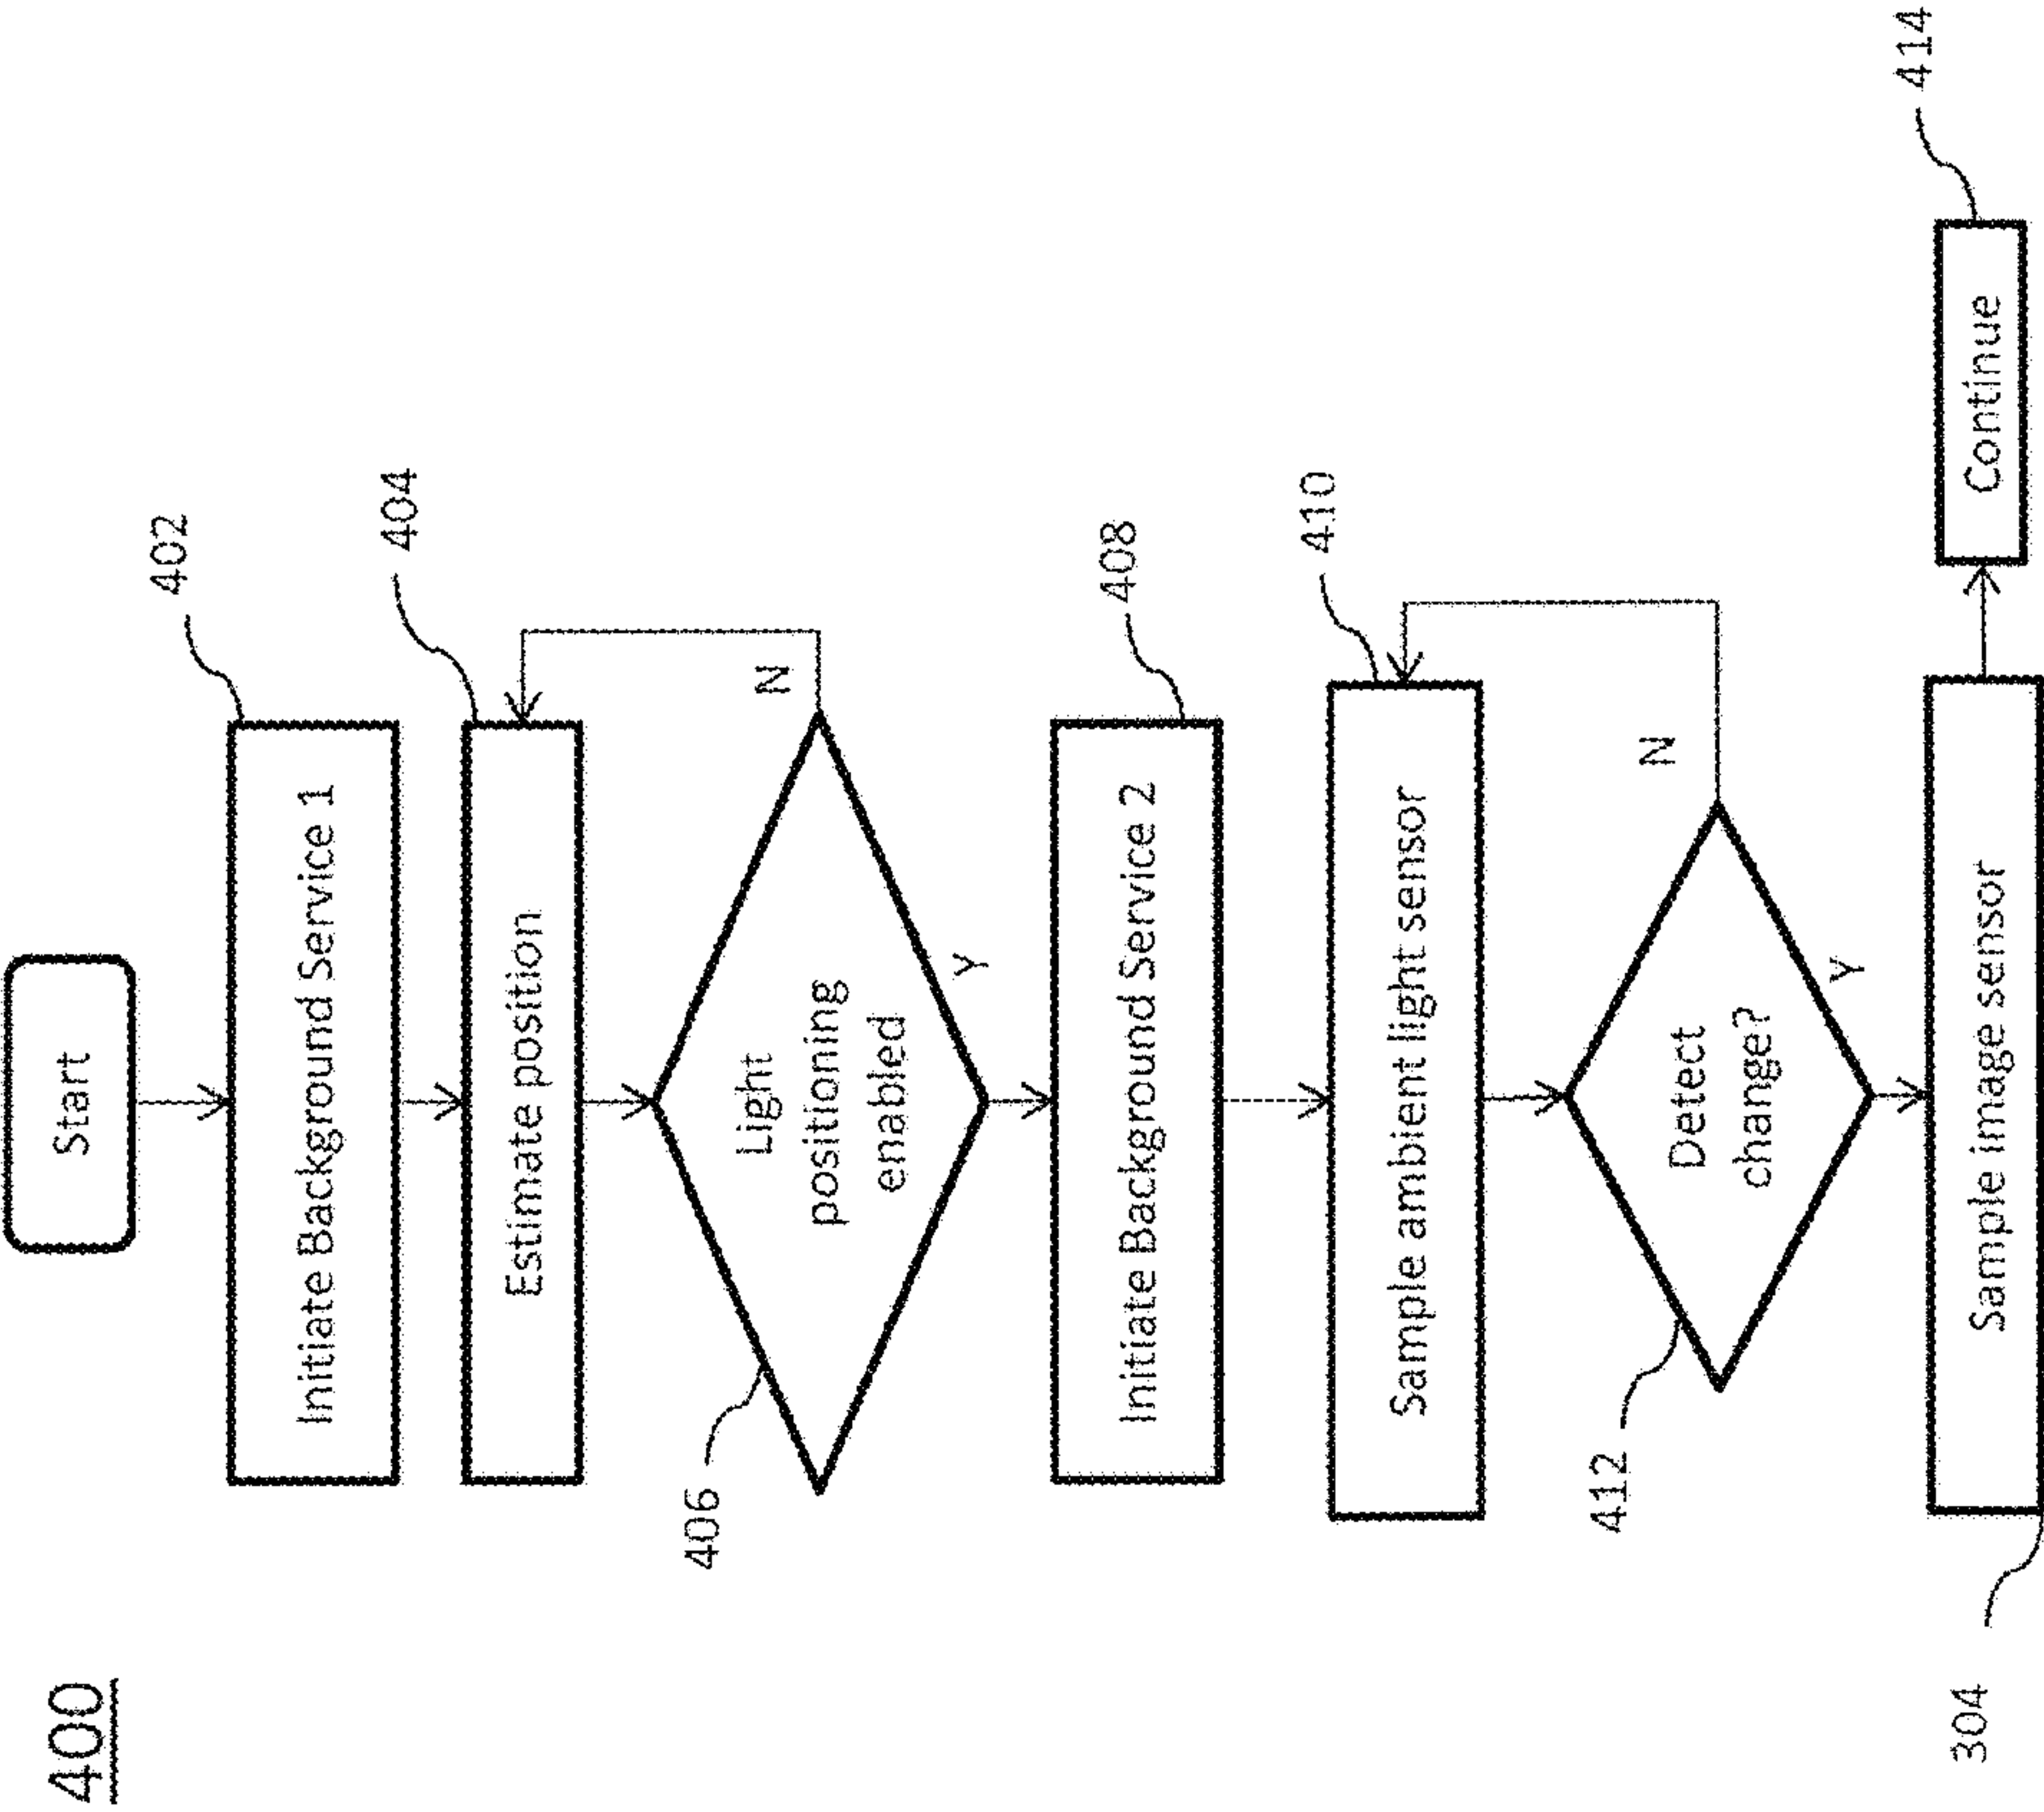 400
Start
402
Initiate Background Service 1
404
Estimate position
406
Light
positioning
enabled
N
Y
408
Initiate Background Service 2
410
Sample ambient light sensor
412
Detect
change?
N
Y
304
Sample image sensor
Continue
414